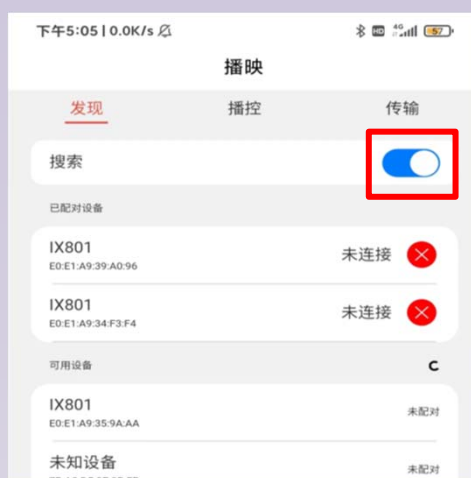 下午5:05 | 0.0K/s
HD 4G 57
播映
发现 播控 传输
搜索
已配对设备
IX801
未连接
E0:E1:A9:39:A0:96
IX801
未连接
E0:E1:A9:34:F3:F4
可用设备
IX801
未配对
E0:E1:A9:35:9A:AA
未知设备
未配对